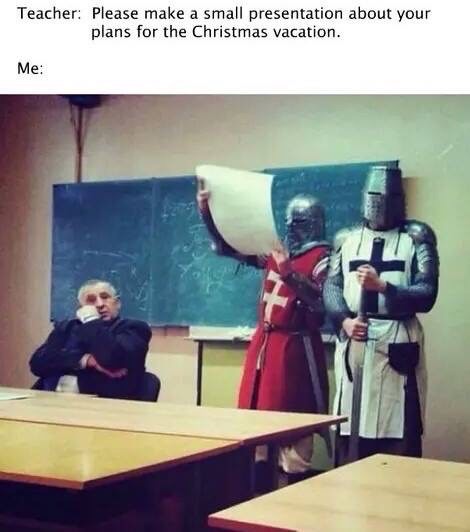 Teacher: Please make a small presentation about your
plans for the Christmas vacation.
Me: